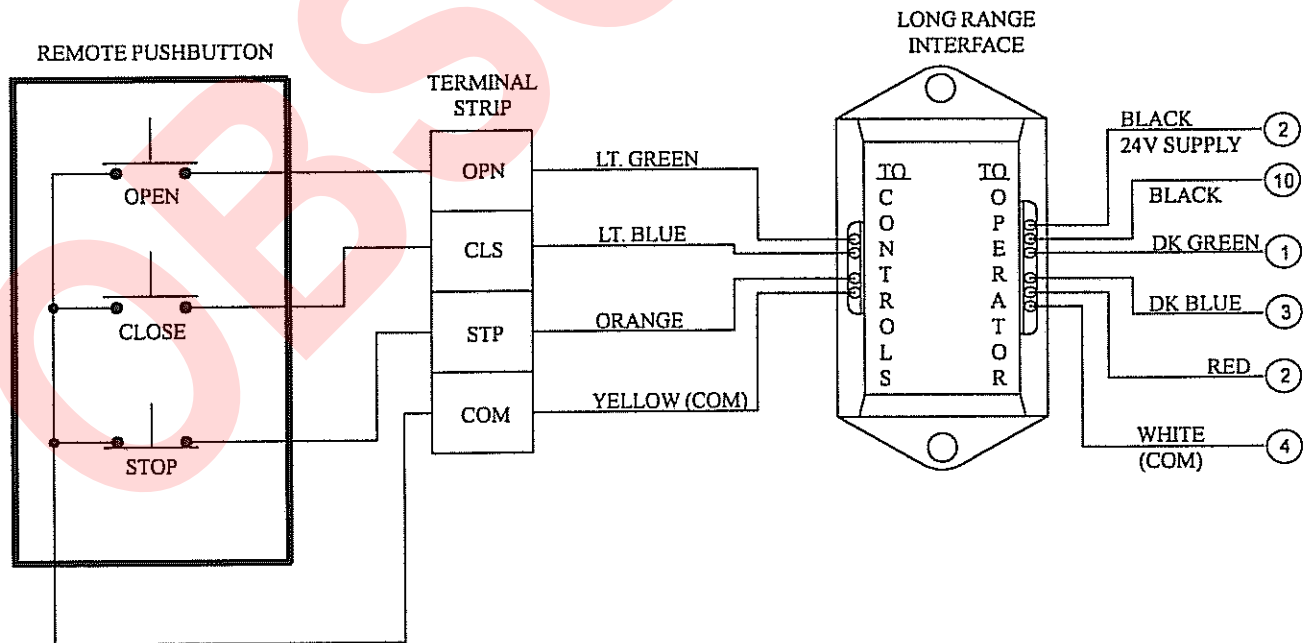 LONG RANGE
INTERFACE
REMOTE PUSHBUTTON
TERMINAL
STRIP
OPEN
CLOSE
STOP
OPN
CLS
STP
COM
LT. GREEN
LT. BLUE
ORANGE
YELLOW (COM)
TO
CONTROLS
TO
OPERATOR
BLACK
24V SUPPLY
2
BLACK
10
DK GREEN
1
DK BLUE
3
RED
2
WHITE
(COM)
4